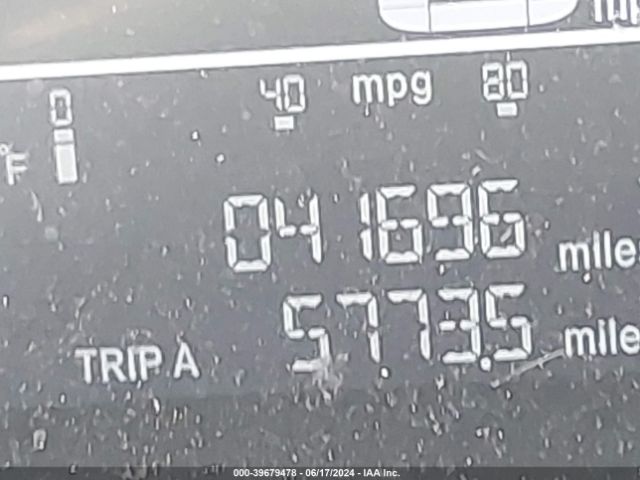 0 40 mpg 80
°F
041696 miles
TRIP A 5773.5 miles
000-39679478 - 06/17/2024 - IAA Inc.